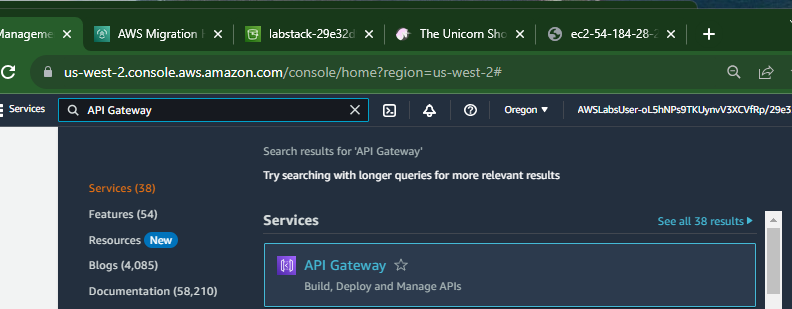 Manageme
AWS Migration
labstack-29e32d
The Unicorn Sho
ec2-54-184-28-2
us-west-2.console.aws.amazon.com/console/home?region=us-west-2#
Services
API Gateway
Oregon
AWSLabsUser-oL5hNPs9TKUynvV3XCVfRp/29e3
Search results for 'API Gateway'
Try searching with longer queries for more relevant results
Services (38)
Features (54)
Resources New
Blogs (4,085)
Documentation (58,210)
Services
See all 38 results
API Gateway
Build, Deploy and Manage APIs